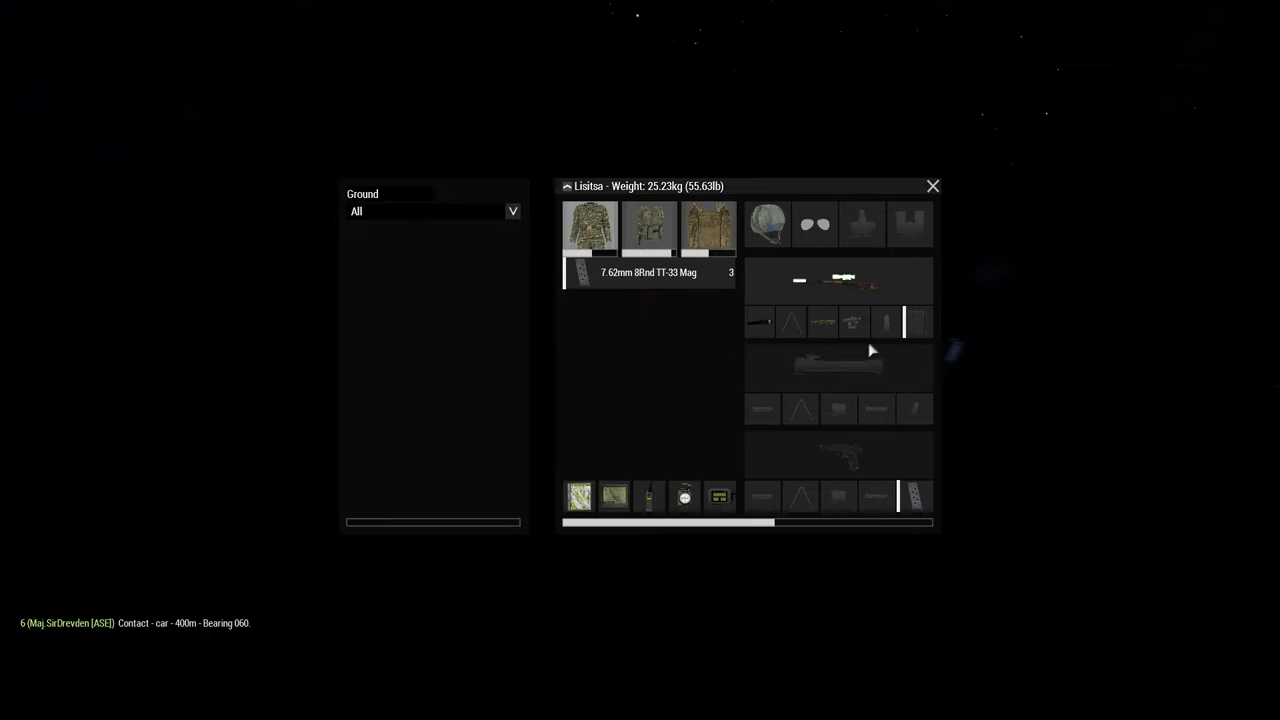 Ground
All
V
Lisitsa - Weight: 25.23kg (55.63lb)
7.62mm 8Rnd TT-33 Mag 3
6 (Maj.SirDrevden [ASE]) Contact - car - 400m - Bearing 060.